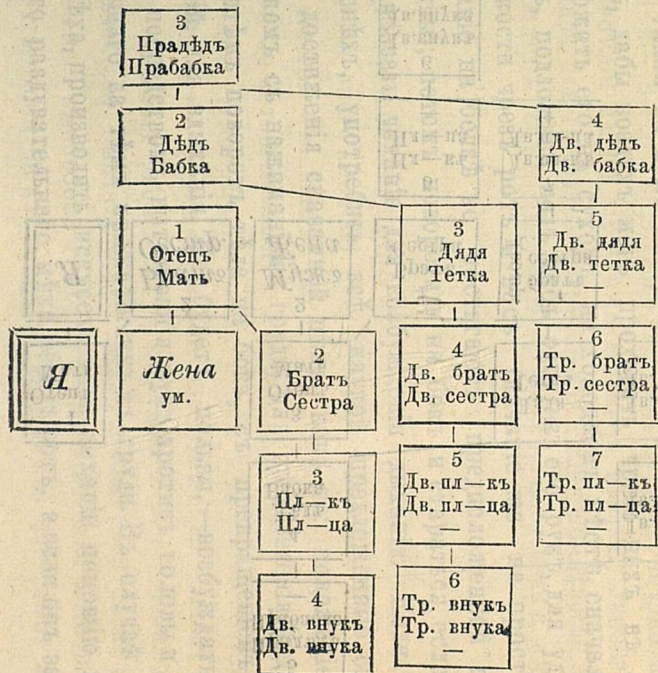 3
Прадѣдъ
Прабабка
2
Дѣдъ
Бабка
4
Дв. дѣдъ
Дв. бабка
1
Отецъ
Мать
3
Дядя
Тетка
5
Дв. дядя
Дв. тетка
—
Я
Жена
ум.
2
Братъ
Сестра
4
Дв. братъ
Дв. сестра
6
Тр. братъ
Тр. сестра
—
3
Пл—къ
Пл—ца
5
Дв. пл—къ
Дв. пл—ца
—
7
Тр. пл—къ
Тр. пл—ца
4
Дв. внукъ
Дв. внука
6
Тр. внукъ
Тр. внука
—